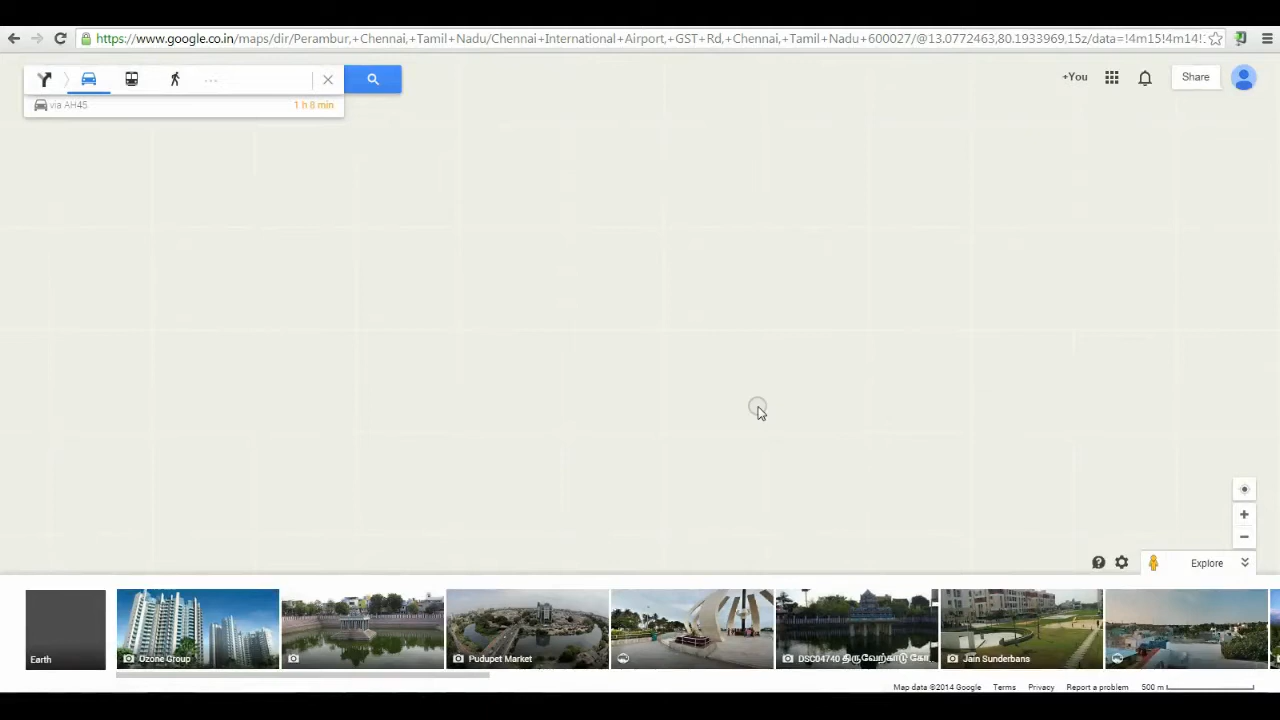 https://www.google.co.in/maps/dir/Perambur,+Chennai,+Tamil+Nadu/Chennai+International+Airport,+GST+Rd,+Chennai,+Tamil+Nadu+600027/@13.0772463,80.1933969,15z/data=!4m15!4m14!
+You
Share
via AH45
1 h 8 min
Explore
Earth
Ozone Group
Pudupet Market
DSC04740 திருவேற்காடு கோ
Jain Sunderbans
Map data ©2014 Google Terms Privacy Report a problem 500 m